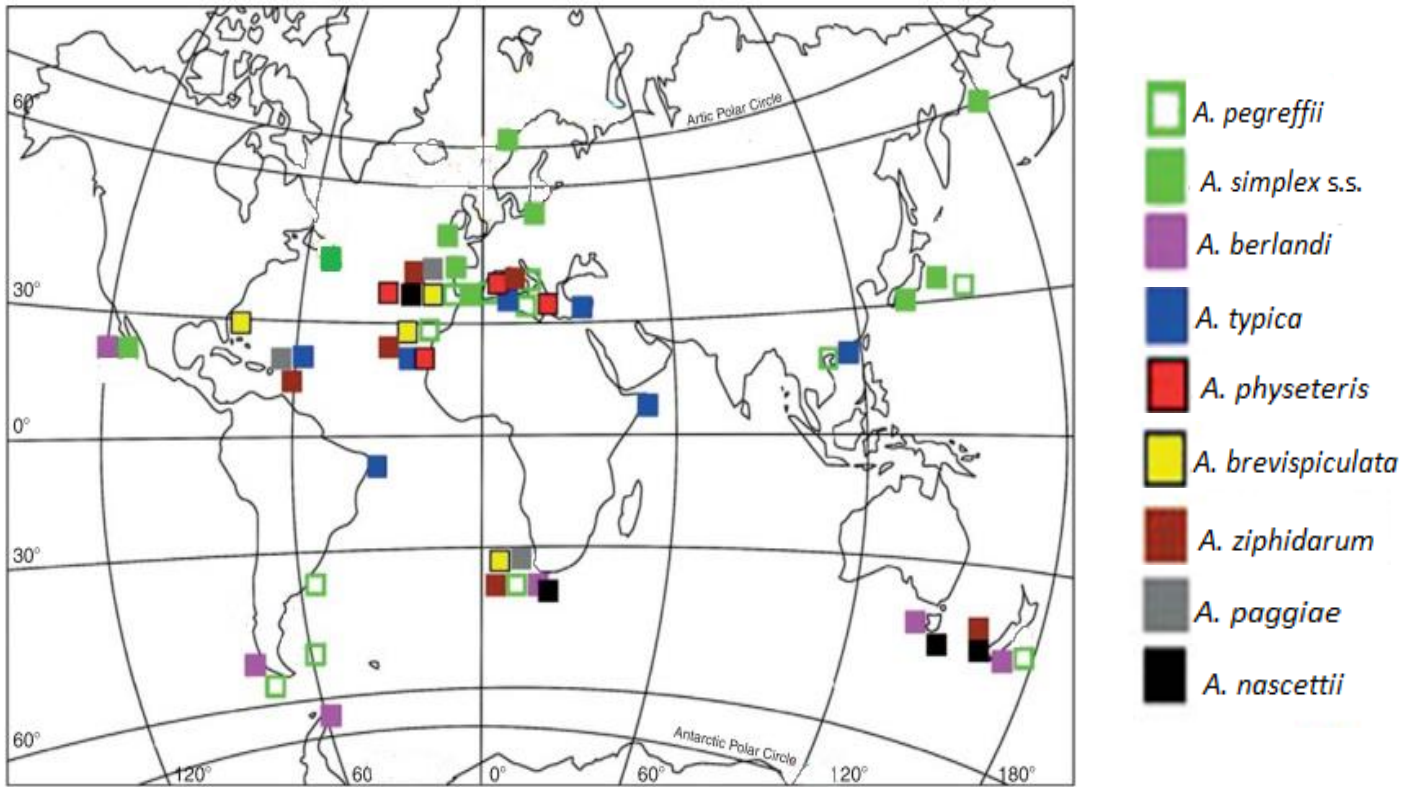 60°
Artic Polar Circle
30°
0°
30°
60°
Antarctic Polar Circle
120°
60
0°
60°
120°
180°
A. pegreffii
A. simplex s.s.
A. berlandi
A. typica
A. physeteris
A. brevispiculata
A. ziphidarum
A. paggiae
A. nascettii